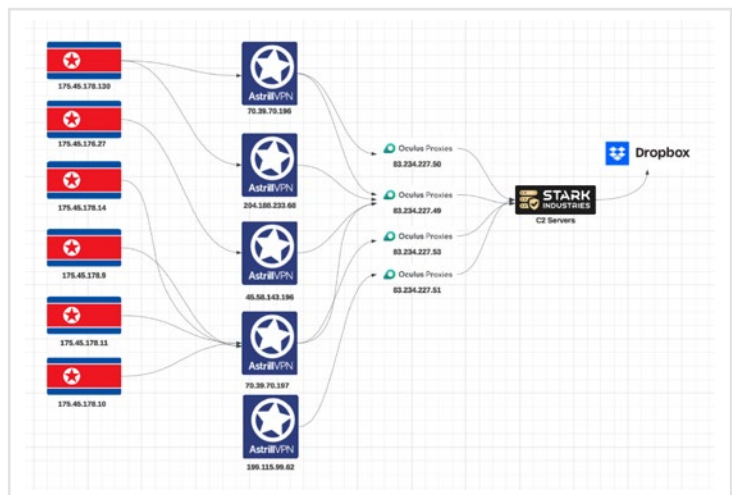 175.45.178.130
175.45.176.27
175.45.178.14
175.45.178.9
175.45.178.11
175.45.178.10
AstrillVPN
70.39.70.196
AstrillVPN
204.188.233.68
AstrillVPN
45.58.143.196
AstrillVPN
70.39.70.197
AstrillVPN
199.115.99.62
Oculus Proxies
83.234.227.50
Oculus Proxies
83.234.227.49
Oculus Proxies
83.234.227.53
Oculus Proxies
83.234.227.51
STARK
INDUSTRIES
C2 Servers
Dropbox